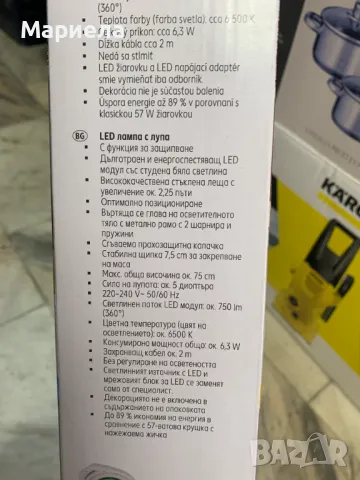 Mariela
(360°)
Teplota farby (farba svetla): cca 6 500 K
príkon: cca 6,3 W
Dĺžka kábla cca 2 m
Nedá sa stlmiť
LED žiarovku a LED napájací adaptér
smie vymieňať iba odborník.
Dekorácia nie je súčasťou balenia
Úspora energie až 89 % v porovnaní s
klasickou 57 W žiarovkou
BG LED лампа с лупа
• С функция за защипване
• Дълготраен и енергоспестяващ LED
модул със студена бяла светлина
• Висококачествена стъклена леща с
увеличение ок. 2,25 пъти
• Оптимално позициониране
• Въртяща се глава на осветителното
тяло с метално рамо с 2 шарнира и
пружини
• Сгъваема прахозащитна капачка
• Стабилна щипка 7,5 cm за закрепване
на маса
• Макс. обща височина ок. 75 cm
• Сила на лупата: ок. 5 диоптъра
• 220-240 V~ 50/60 Hz
• Светлинен поток LED модул: ок. 750 lm
(360°)
• Цветна температура (цвят на
осветлението): ок. 6500 K
• Консумирана мощност общо: ок. 6,3 W
• Захранващ кабел ок. 2 m
• Без регулиране на осветеността
• Светлинният източник с LED и
мрежовият блок за LED се заменят
само от специалист.
• Декорацията не е включена в
съдържанието на опаковката
• До 89 % икономия на енергия в
сравнение с 57-ватова крушка с
нажежаема жичка
KÄR
BAZAR